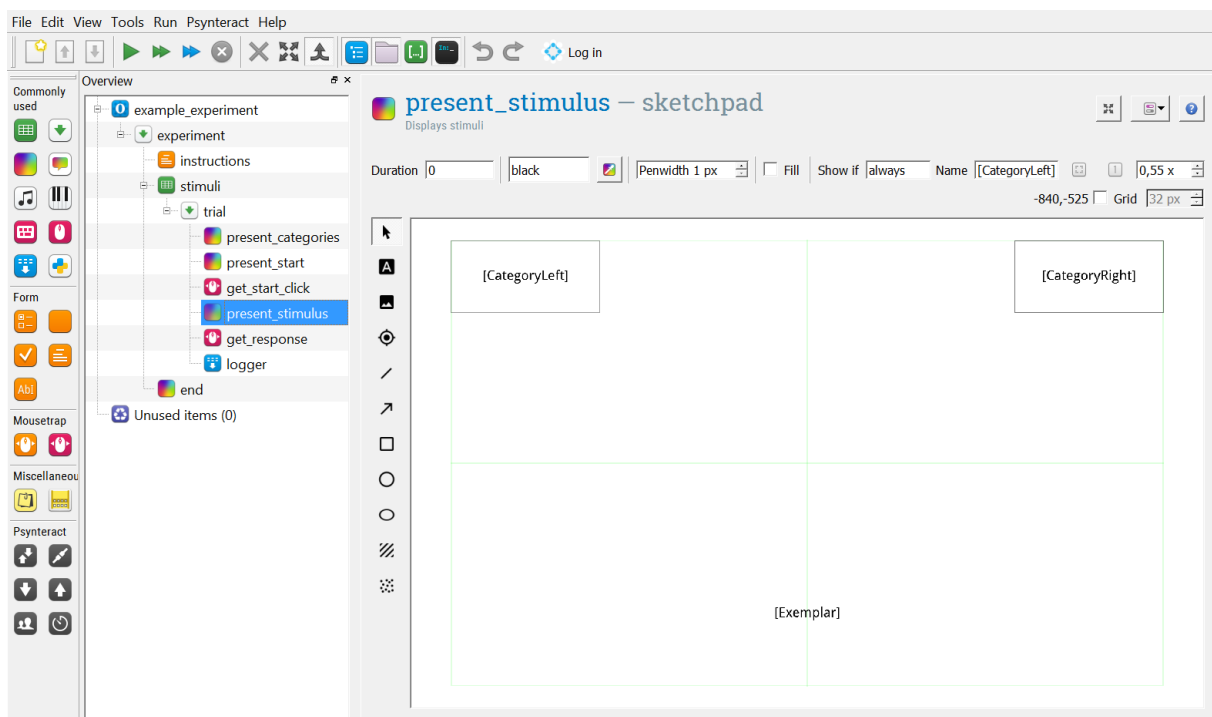 File Edit View Tools Run Psynteract Help
Log in
Commonly used
Form
Abl
Mousetrap
Miscellaneou
Psynteract
Overview
example_experiment
experiment
instructions
stimuli
trial
present_categories
present_start
get_start_click
present_stimulus
get_response
logger
end
Unused items (0)
present_stimulus — sketchpad
Displays stimuli
Duration 0 black Penwidth 1 px Fill Show if always Name [CategoryLeft] 1 0,55 x
-840,-525 Grid 32 px
A
[CategoryLeft] [CategoryRight]
[Exemplar]